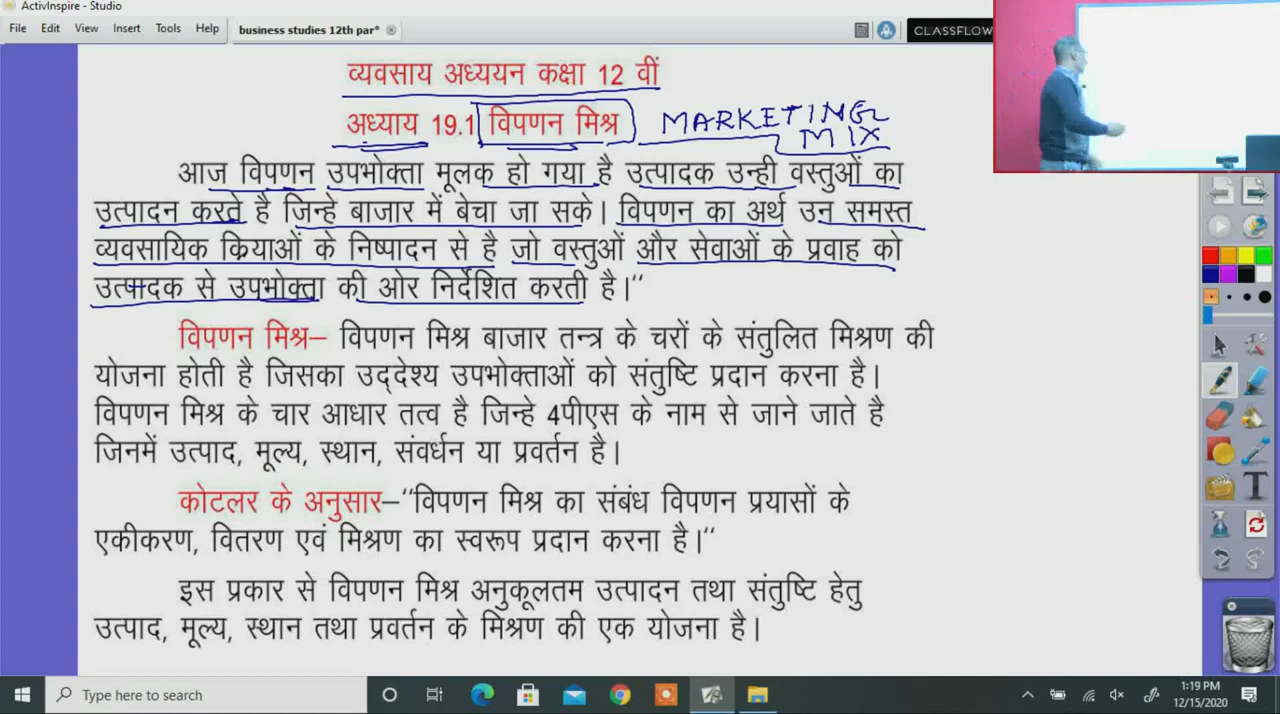 ActivInspire - Studio
File Edit View Insert Tools Help business studies 12th par* CLASSFLOW
व्यवसाय अध्ययन कक्षा 12 वीं
अध्याय 19.1 विपणन मिश्र MARKETING
MIX
आज विपणन उपभोक्ता मूलक हो गया है उत्पादक उन्ही वस्तुओं का
उत्पादन करते है जिन्हे बाजार में बेचा जा सके। विपणन का अर्थ उन समस्त
व्यवसायिक क्रियाओं के निष्पादन से है जो वस्तुओं और सेवाओं के प्रवाह को
उत्पादक से उपभोक्ता की ओर निर्देशित करती है।"
विपणन मिश्र– विपणन मिश्र बाजार तन्त्र के चरों के संतुलित मिश्रण की
योजना होती है जिसका उद्देश्य उपभोक्ताओं को संतुष्टि प्रदान करना है।
विपणन मिश्र के चार आधार तत्व है जिन्हे 4पीएस के नाम से जाने जाते है
जिनमें उत्पाद, मूल्य, स्थान, संवर्धन या प्रवर्तन है।
कोटलर के अनुसार–"विपणन मिश्र का संबंध विपणन प्रयासों के
एकीकरण, वितरण एवं मिश्रण का स्वरूप प्रदान करना है।"
इस प्रकार से विपणन मिश्र अनुकूलतम उत्पादन तथा संतुष्टि हेतु
उत्पाद, मूल्य, स्थान तथा प्रवर्तन के मिश्रण की एक योजना है।
Type here to search
1:19 PM
12/15/2020